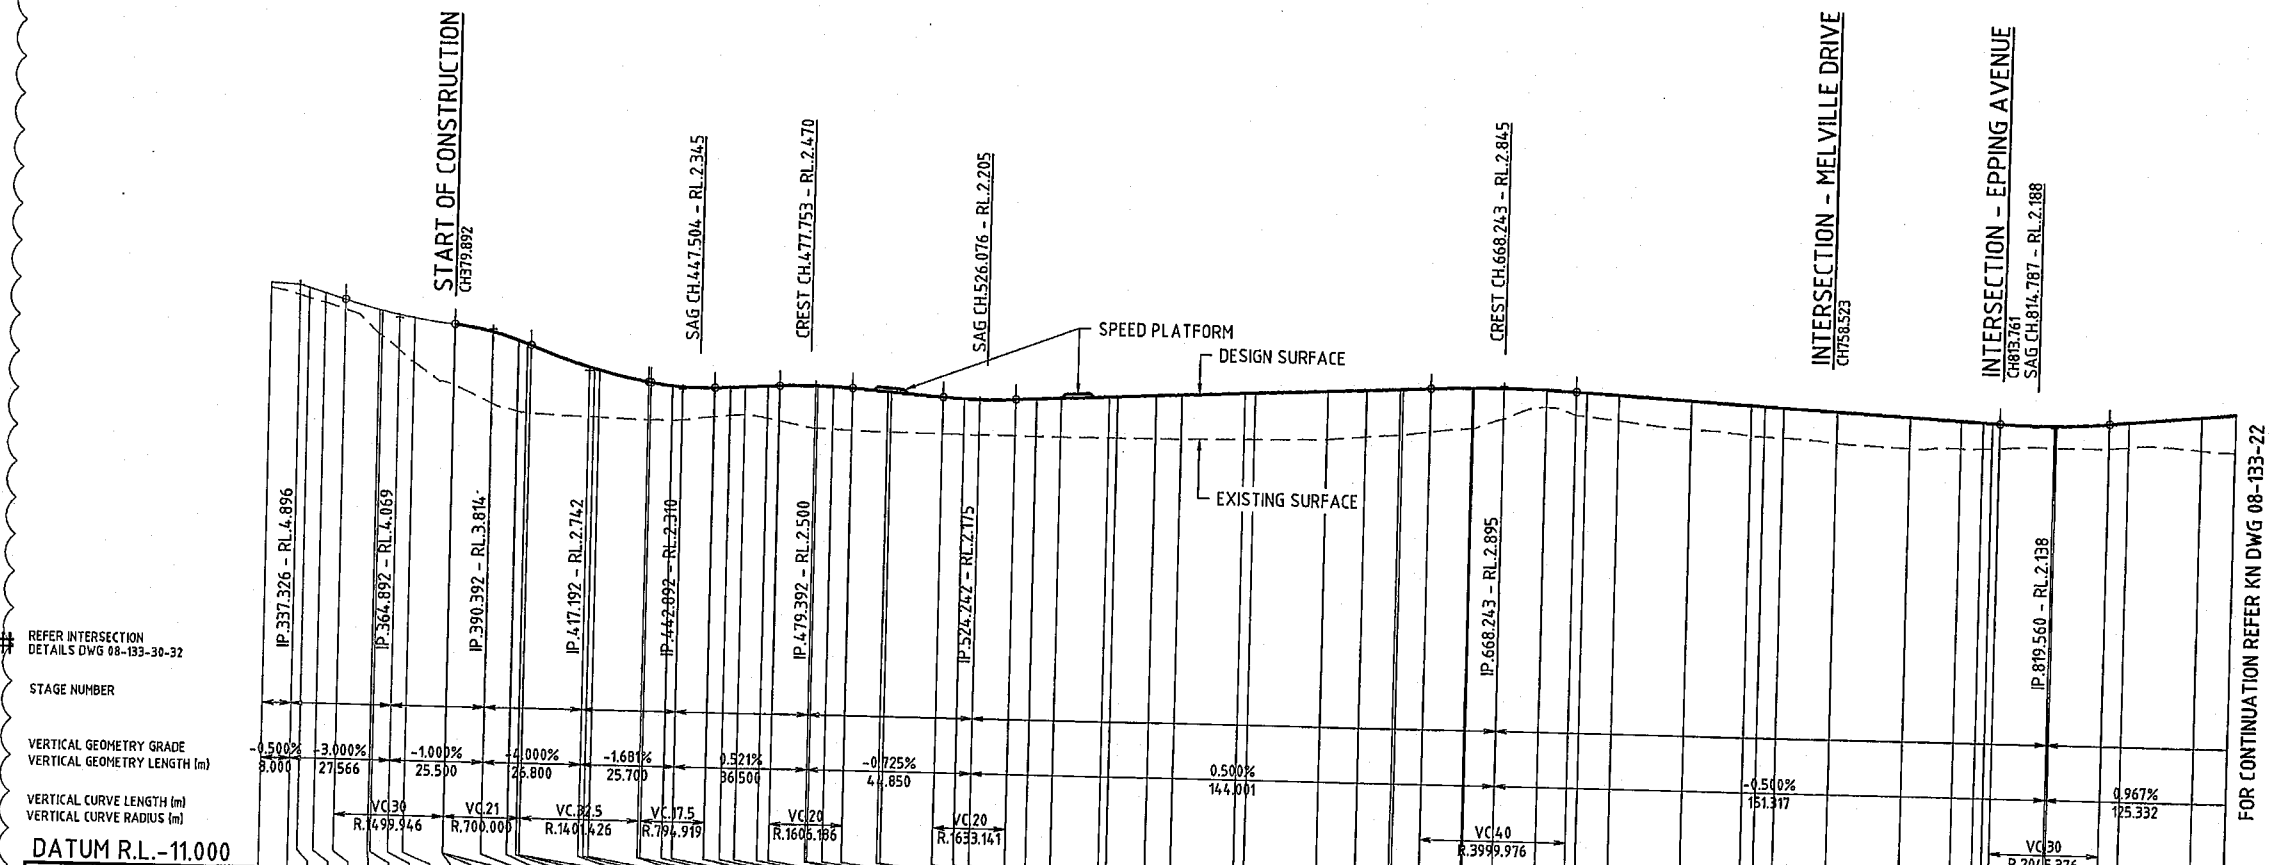 START OF CONSTRUCTION
CH379.892
SAG CH.447.504 - RL.2.345
CREST CH.477.753 - RL.2.470
SAG CH.526.076 - RL.2.205
CREST CH.668.243 - RL.2.845
INTERSECTION - MELVILLE DRIVE
CH758.523
INTERSECTION - EPPING AVENUE
CH813.761
SAG CH.814.787 - RL.2.188
SPEED PLATFORM
DESIGN SURFACE
EXISTING SURFACE
IP.337.326 - RL.4.896
IP.364.892 - RL.4.069
IP.390.392 - RL.3.814
IP.417.192 - RL.2.742
IP.442.892 - RL.2.310
IP.479.392 - RL.2.500
IP.524.242 - RL.2.175
IP.668.243 - RL.2.895
IP.819.560 - RL.2.138
FOR CONTINUATION REFER KN DWG 08-133-22
# REFER INTERSECTION
DETAILS DWG 08-133-30-32
STAGE NUMBER
VERTICAL GEOMETRY GRADE
-0.500% -3.000% -1.000% -4.000% -1.681% 0.521% -0.725% 0.500% -0.500% 0.967%
VERTICAL GEOMETRY LENGTH (m)
8.000 27.566 25.500 26.800 25.700 36.500 44.850 144.001 151.317 125.332
VERTICAL CURVE LENGTH (m)
VC.30 VC.21 VC.32.5 VC.17.5 VC.20 VC.20 VC.40 VC.30
VERTICAL CURVE RADIUS (m)
R.1499.946 R.700.000 R.1401.426 R.794.919 R.1606.186 R.1633.141 R.3999.976
DATUM R.L.-11.000